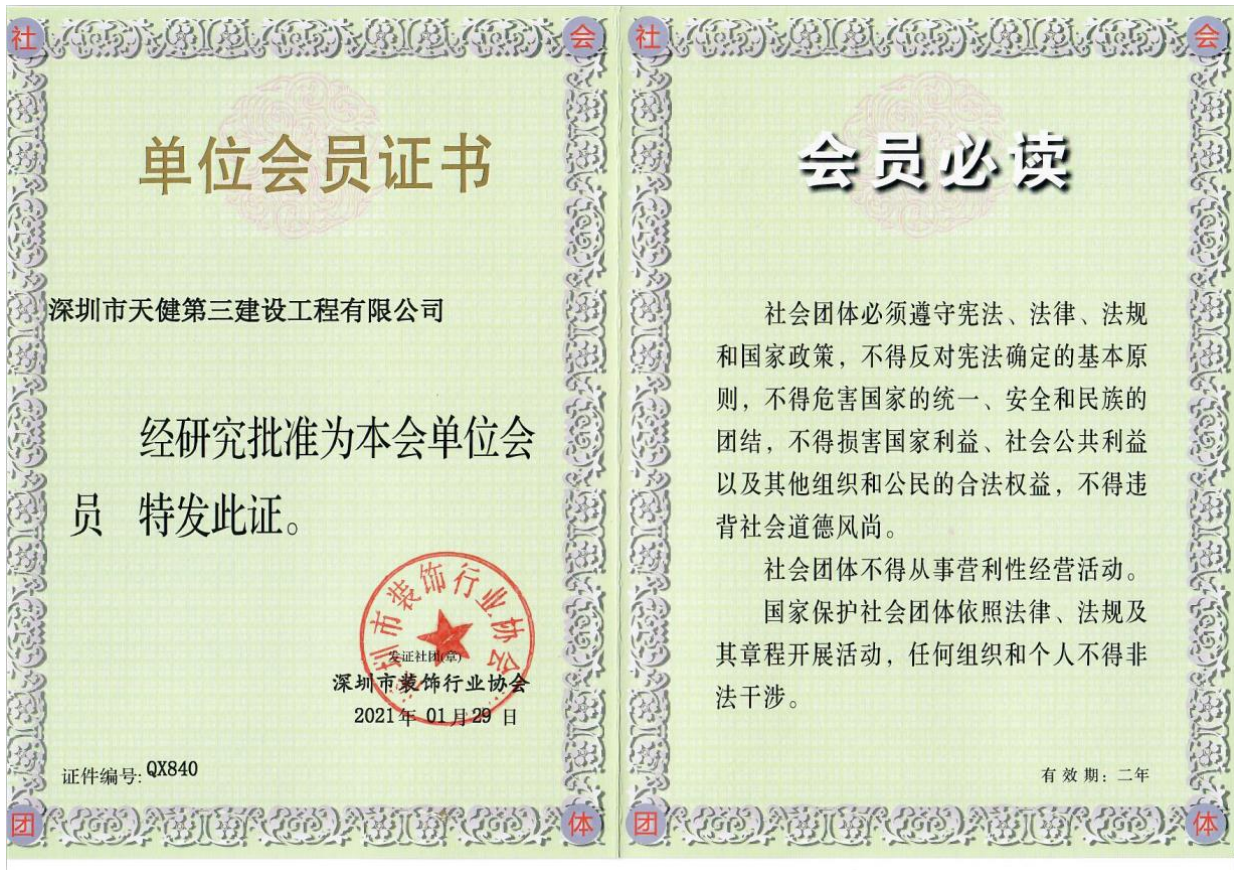 社 会
单位会员证书
深圳市天健第三建设工程有限公司
经研究批准为本会单位会
员 特发此证。
深圳市装饰行业协会
发证社团(章)
深圳市装饰行业协会
2021年 01月 29 日
证件编号: QX840
团 体
社 会
会员必读
社会团体必须遵守宪法、法律、法规
和国家政策，不得反对宪法确定的基本原
则，不得危害国家的统一、安全和民族的
团结，不得损害国家利益、社会公共利益
以及其他组织和公民的合法权益，不得违
背社会道德风尚。
社会团体不得从事营利性经营活动。
国家保护社会团体依照法律、法规及
其章程开展活动，任何组织和个人不得非
法干涉。
有效期：二年
团 体